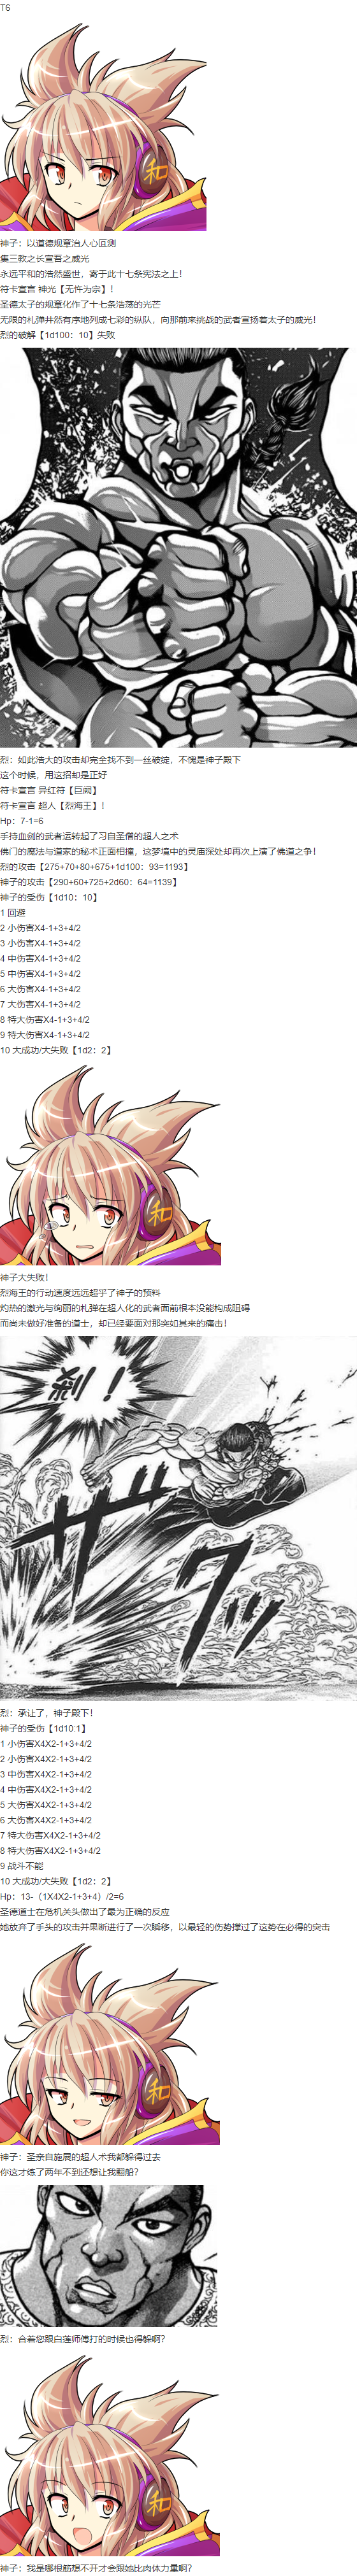 T6
和
神子：以道德规章治人心叵测
集三教之长宣吾之威光
永远平和的浩然盛世，寄于此十七条宪法之上！
符卡宣言 神光【无忤为宗】！
圣德太子的规章化作了十七条浩荡的光芒
无限的札弹井然有序地列成七彩的纵队，向那前来挑战的武者宣扬着太子的威光！
烈的破解【1d100：10】失败
烈：如此浩大的攻击却完全找不到一丝破绽，不愧是神子殿下
这个时候，用这招却是正好
符卡宣言 异红符【巨阙】
符卡宣言 超人【烈海王】！
Hp：7-1=6
手持血剑的武者运转起了习自圣僧的超人之术
佛门的魔法与道家的秘术正面相撞，这梦境中的灵庙深处却再次上演了佛道之争！
烈的攻击【275+70+80+675+1d100：93=1193】
神子的攻击【290+60+725+2d60：64=1139】
神子的受伤【1d10：10】
1 回避
2 小伤害X4-1+3+4/2
3 小伤害X4-1+3+4/2
4 中伤害X4-1+3+4/2
5 中伤害X4-1+3+4/2
6 大伤害X4-1+3+4/2
7 大伤害X4-1+3+4/2
8 特大伤害X4-1+3+4/2
9 特大伤害X4-1+3+4/2
10 大成功/大失败【1d2：2】
和
神子大失败！
烈海王的行动速度远远超乎了神子的预料
灼热的激光与绚丽的札弹在超人化的武者面前根本没能构成阻碍
而尚未做好准备的道士，却已经要面对那突如其来的痛击！
刹！
ザクッ
烈：承让了，神子殿下！
神子的受伤【1d10:1】
1 小伤害X4X2-1+3+4/2
2 小伤害X4X2-1+3+4/2
3 中伤害X4X2-1+3+4/2
4 中伤害X4X2-1+3+4/2
5 大伤害X4X2-1+3+4/2
6 大伤害X4X2-1+3+4/2
7 特大伤害X4X2-1+3+4/2
8 特大伤害X4X2-1+3+4/2
9 战斗不能
10 大成功/大失败【1d2：2】
Hp：13-（1X4X2-1+3+4）/2=6
圣德道士在危机关头做出了最为正确的反应
她放弃了手头的攻击并果断进行了一次瞬移，以最轻的伤势撑过了这势在必得的突击
和
神子：圣亲自施展的超人术我都躲得过去
你这才练了两年不到还想让我翻船？
烈：合着您跟白莲师傅打的时候也得躲啊？
和
神子：我是哪根筋想不开才会跟她比肉体力量啊？